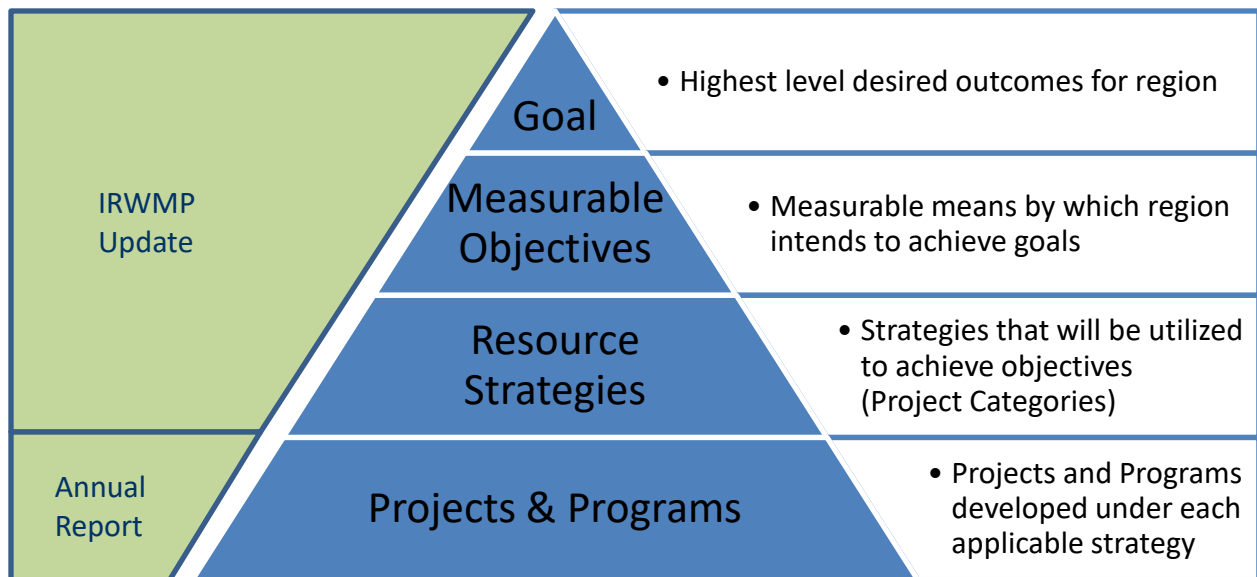 IRWMP
Update
Annual
Report
Goal
Measurable
Objectives
Resource
Strategies
Projects & Programs
• Highest level desired outcomes for region
• Measurable means by which region
intends to achieve goals
• Strategies that will be utilized
to achieve objectives
(Project Categories)
• Projects and Programs
developed under each
applicable strategy